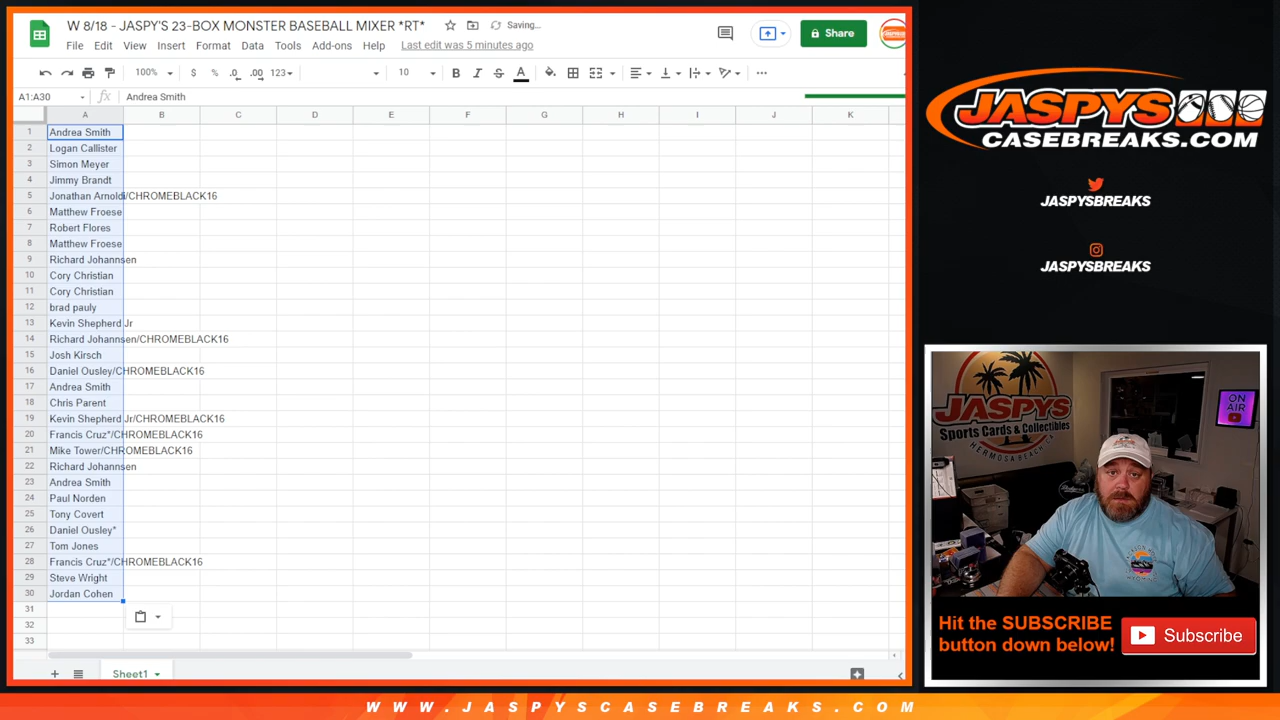 W 8/18 - JASPY'S 23-BOX MONSTER BASEBALL MIXER *RT*
Saving...
File Edit View Insert Format Data Tools Add-ons Help Last edit was 5 minutes ago
Share
100% $ % .0 .00 123 10 B I S A
A1:A30 fx Andrea Smith
A B C D E F G H I J K
1 Andrea Smith
2 Logan Callister
3 Simon Meyer
4 Jimmy Brandt
5 Jonathan Arnoldi/CHROMEBLACK16
6 Matthew Froese
7 Robert Flores
8 Matthew Froese
9 Richard Johannsen
10 Cory Christian
11 Cory Christian
12 brad pauly
13 Kevin Shepherd Jr
14 Richard Johannsen/CHROMEBLACK16
15 Josh Kirsch
16 Daniel Ousley/CHROMEBLACK16
17 Andrea Smith
18 Chris Parent
19 Kevin Shepherd Jr/CHROMEBLACK16
20 Francis Cruz*/CHROMEBLACK16
21 Mike Tower/CHROMEBLACK16
22 Richard Johannsen
23 Andrea Smith
24 Paul Norden
25 Tony Covert
26 Daniel Ousley*
27 Tom Jones
28 Francis Cruz*/CHROMEBLACK16
29 Steve Wright
30 Jordan Cohen
31
32
33
Sheet1
JASPYS
CASEBREAKS.COM
JASPYSBREAKS
JASPYSBREAKS
JASPYS
Sports Cards & Collectibles
HERMOSA BEACH CA
ON
AIR
Hit the SUBSCRIBE
button down below!
Subscribe
WWW.JASPYSCASEBREAKS.COM